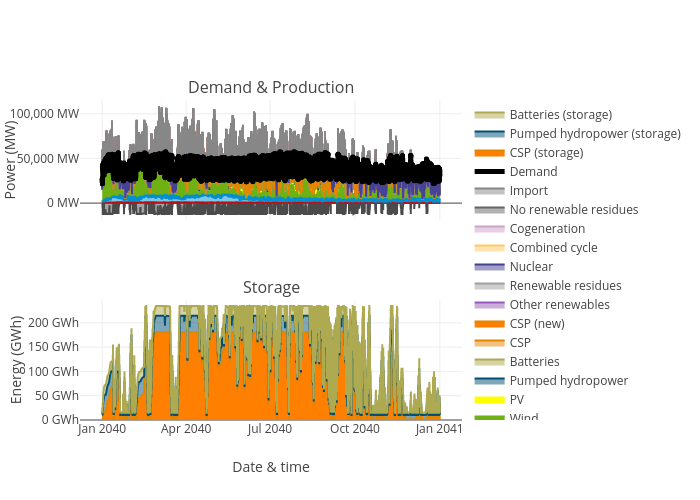 Demand & Production
100,000 MW
50,000 MW
0 MW
Power (MW)
Storage
200 GWh
150 GWh
100 GWh
50 GWh
0 GWh
Energy (GWh)
Jan 2040
Apr 2040
Jul 2040
Oct 2040
Jan 2041
Date & time
Batteries (storage)
Pumped hydropower (storage)
CSP (storage)
Demand
Import
No renewable residues
Cogeneration
Combined cycle
Nuclear
Renewable residues
Other renewables
CSP (new)
CSP
Batteries
Pumped hydropower
PV
Wind